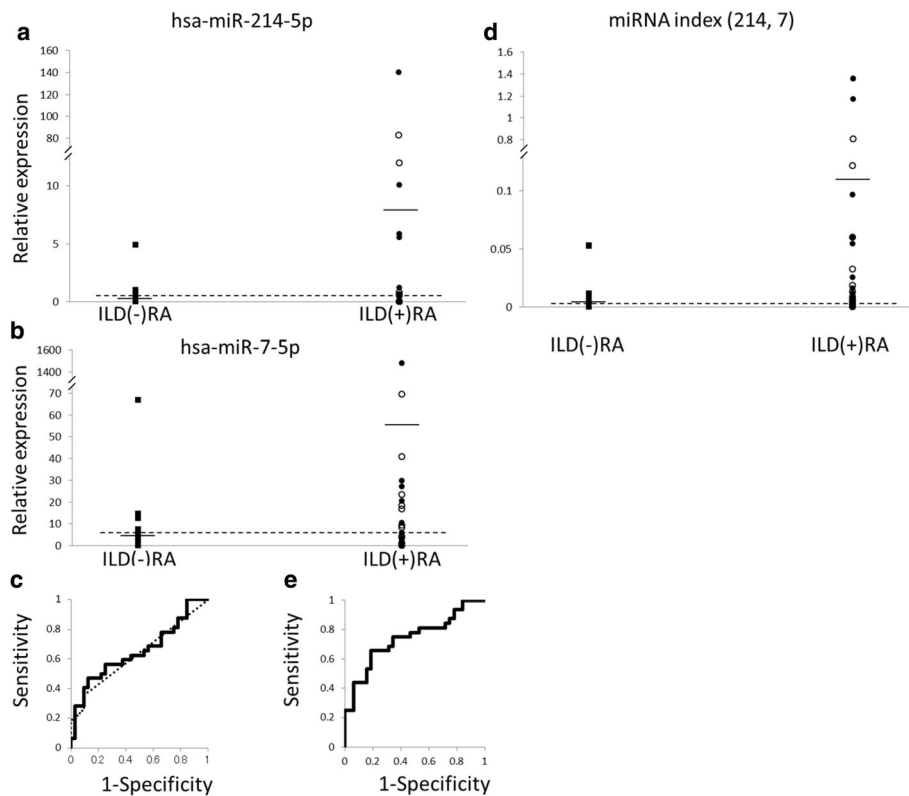 a
hsa-miR-214-5p
Relative expression
160
140
120
100
80
60
10
5
0
ILD(-)RA
ILD(+)RA
b
hsa-miR-7-5p
Relative expression
1600
1400
70
60
50
40
30
20
10
0
ILD(-)RA
ILD(+)RA
c
Sensitivity
1
0.8
0.6
0.4
0.2
0
0
0.2
0.4
0.6
0.8
1
1-Specificity
d
miRNA index (214, 7)
1.6
1.4
1.2
1.0
0.8
0.4
0.1
0.05
0
ILD(-)RA
ILD(+)RA
e
Sensitivity
1
0.8
0.6
0.4
0.2
0
0
0.2
0.4
0.6
0.8
1
1-Specificity